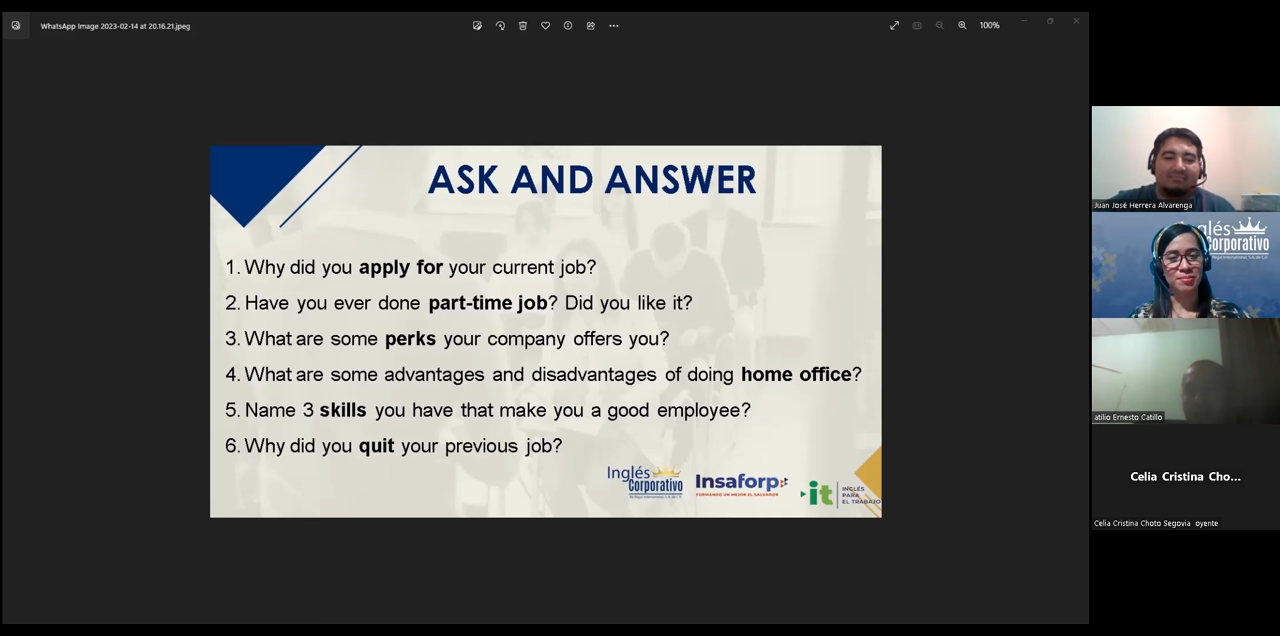 WhatsApp Image 2023-02-14 at 20.16.21.jpeg
100%
ASK AND ANSWER
1. Why did you apply for your current job?
2. Have you ever done part-time job? Did you like it?
3. What are some perks your company offers you?
4. What are some advantages and disadvantages of doing home office?
5. Name 3 skills you have that make you a good employee?
6. Why did you quit your previous job?
Inglés
Corporativo
Insaforp
FORMANDO UN MEJOR EL SALVADOR
it
INGLÉS
PARA
EL TRABAJO
Juan José Herrera Alvarenga
Inglés
Corporativo
atilio Ernesto Catillo
Celia Cristina Cho...
Celia Cristina Choto Segovia oyente